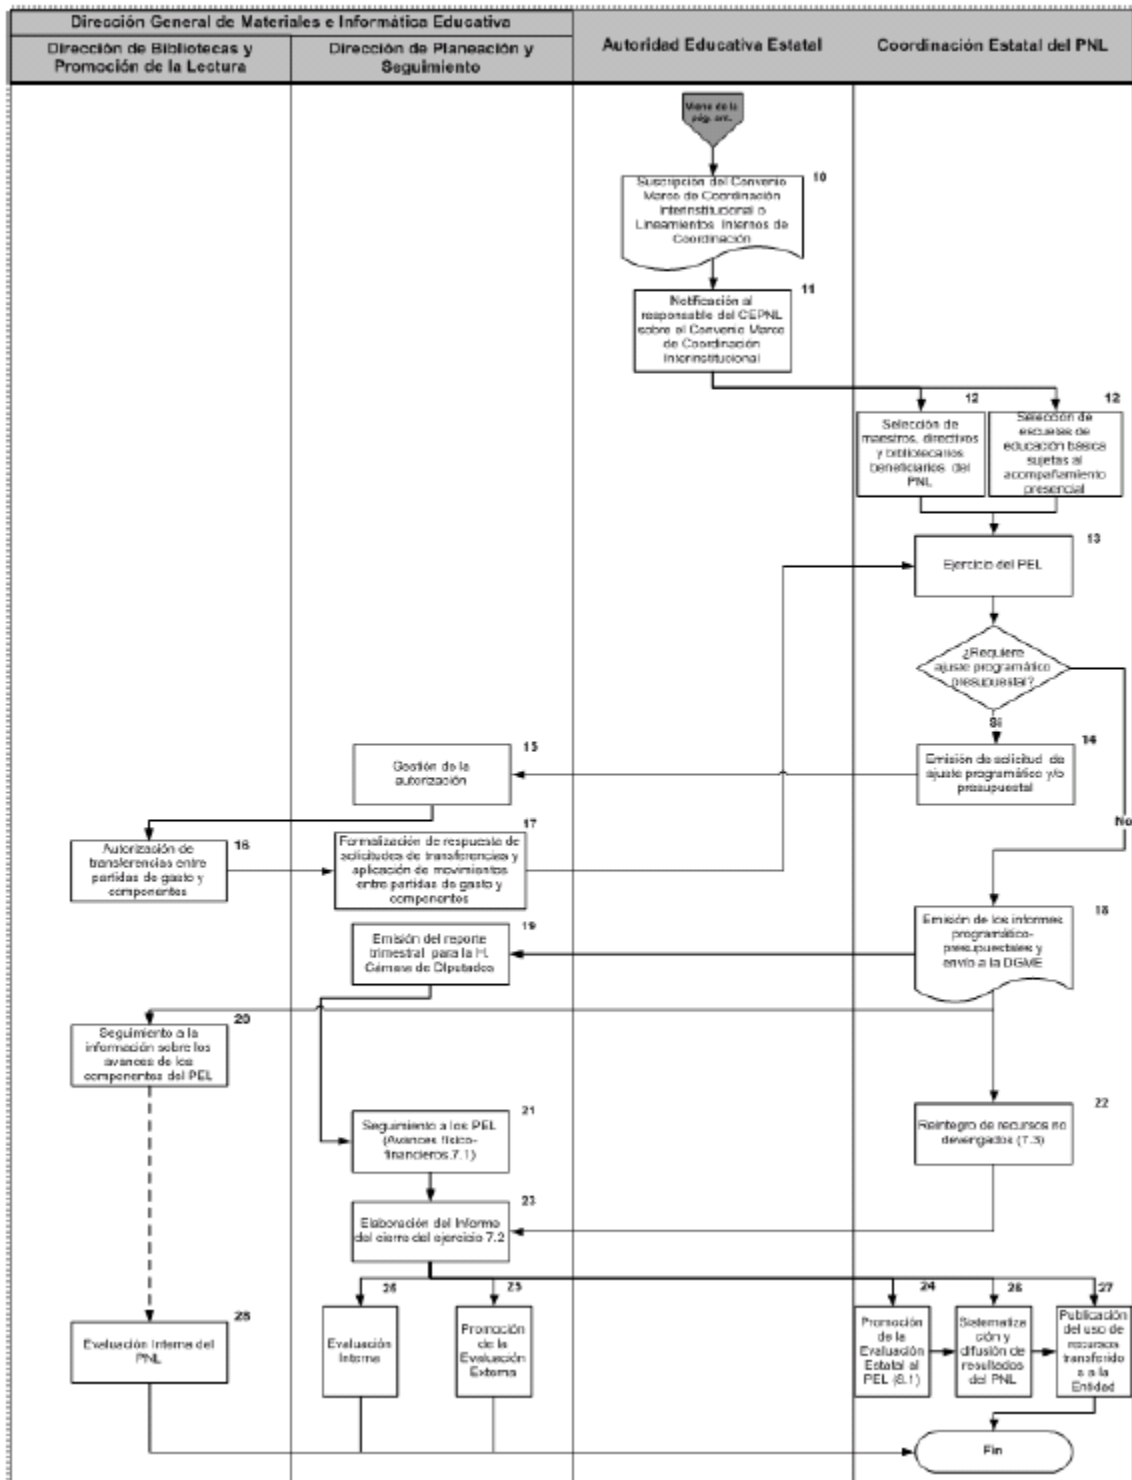 Dirección General de Materiales e Informática Educativa
Dirección de Bibliotecas y
Promoción de la Lectura
Dirección de Planeación y
Seguimiento
Autoridad Educativa Estatal
Coordinación Estatal del PNL
Viene de la
pág. ant.
10
Suscripción del Convenio
Marco de Coordinación
Interinstitucional o
Lineamientos Internos de
Coordinación
11
Notificación al
responsable del CEPNL
sobre el Convenio Marco
de Coordinación
Interinstitucional
12
Selección de
maestros, directivos
y bibliotecarios
beneficiarios del
PNL
12
Selección de
escuelas de
educación básica
sujetas al
acompañamiento
presencial
13
Ejercicio del PEL
¿Requiere
ajuste programático
presupuestal?
Si
No
14
Emisión de solicitud de
ajuste programático y/o
presupuestal
15
Gestión de la
autorización
16
Autorización de
transferencias entre
partidas de gasto y
componentes
17
Formalización de respuesta de
solicitudes de transferencias y
aplicación de movimientos
entre partidas de gasto y
componentes
18
Emisión de los informes
programático-
presupuestales y
envío a la DGME
19
Emisión del reporte
trimestral para la H.
Cámara de Diputados
20
Seguimiento a la
información sobre los
avances de los
componentes del PEL
21
Seguimiento a los PEL
(Avances físico-
financieros.7.1)
22
Reintegro de recursos no
devengados (7.3)
23
Elaboración del Informe
del cierre del ejercicio 7.2
26
Evaluación
Interna
25
Promoción
de la
Evaluación
Externa
24
Promoción
de la
Evaluación
Estatal al
PEL (8.1)
26
Sistematiza
ción y
difusión de
resultados
del PNL
27
Publicación
del uso de
recursos
transferido
s a la
Entidad
28
Evaluación Interna del
PNL
Fin